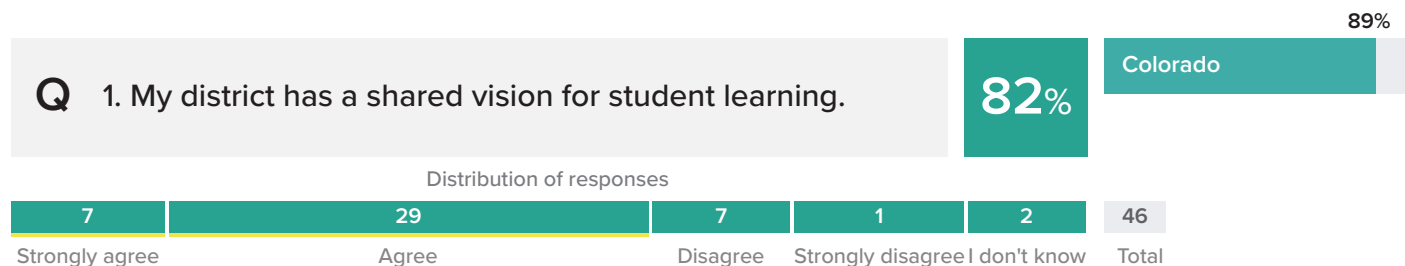 89%
Q 1. My district has a shared vision for student learning. 82% Colorado
Distribution of responses
7 29 7 1 2 46
Strongly agree Agree Disagree Strongly disagree I don't know Total